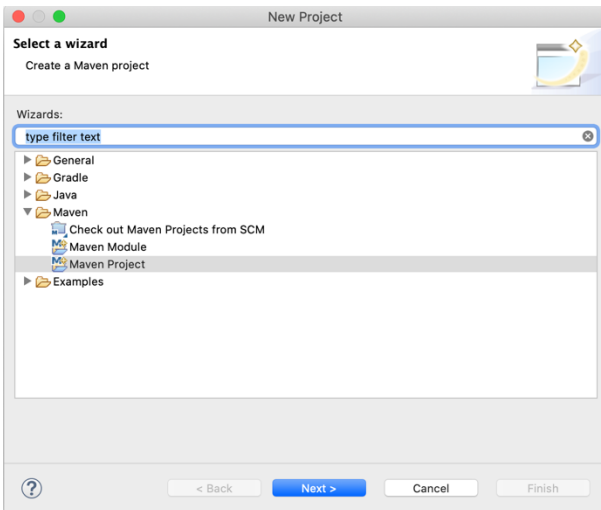 New Project
Select a wizard
Create a Maven project
Wizards:
type filter text
General
Gradle
Java
Maven
Check out Maven Projects from SCM
Maven Module
Maven Project
Examples
? < Back Next > Cancel Finish